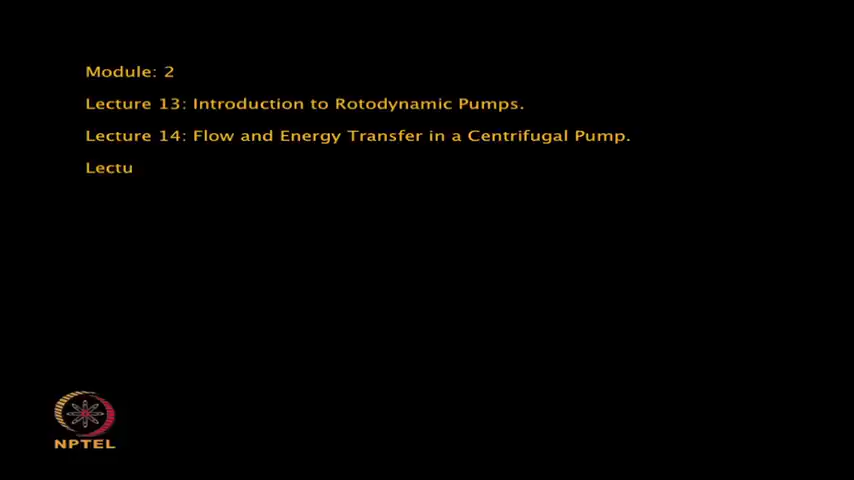 Module: 2
Lecture 13: Introduction to Rotodynamic Pumps.
Lecture 14: Flow and Energy Transfer in a Centrifugal Pump.
Lectu
NPTEL